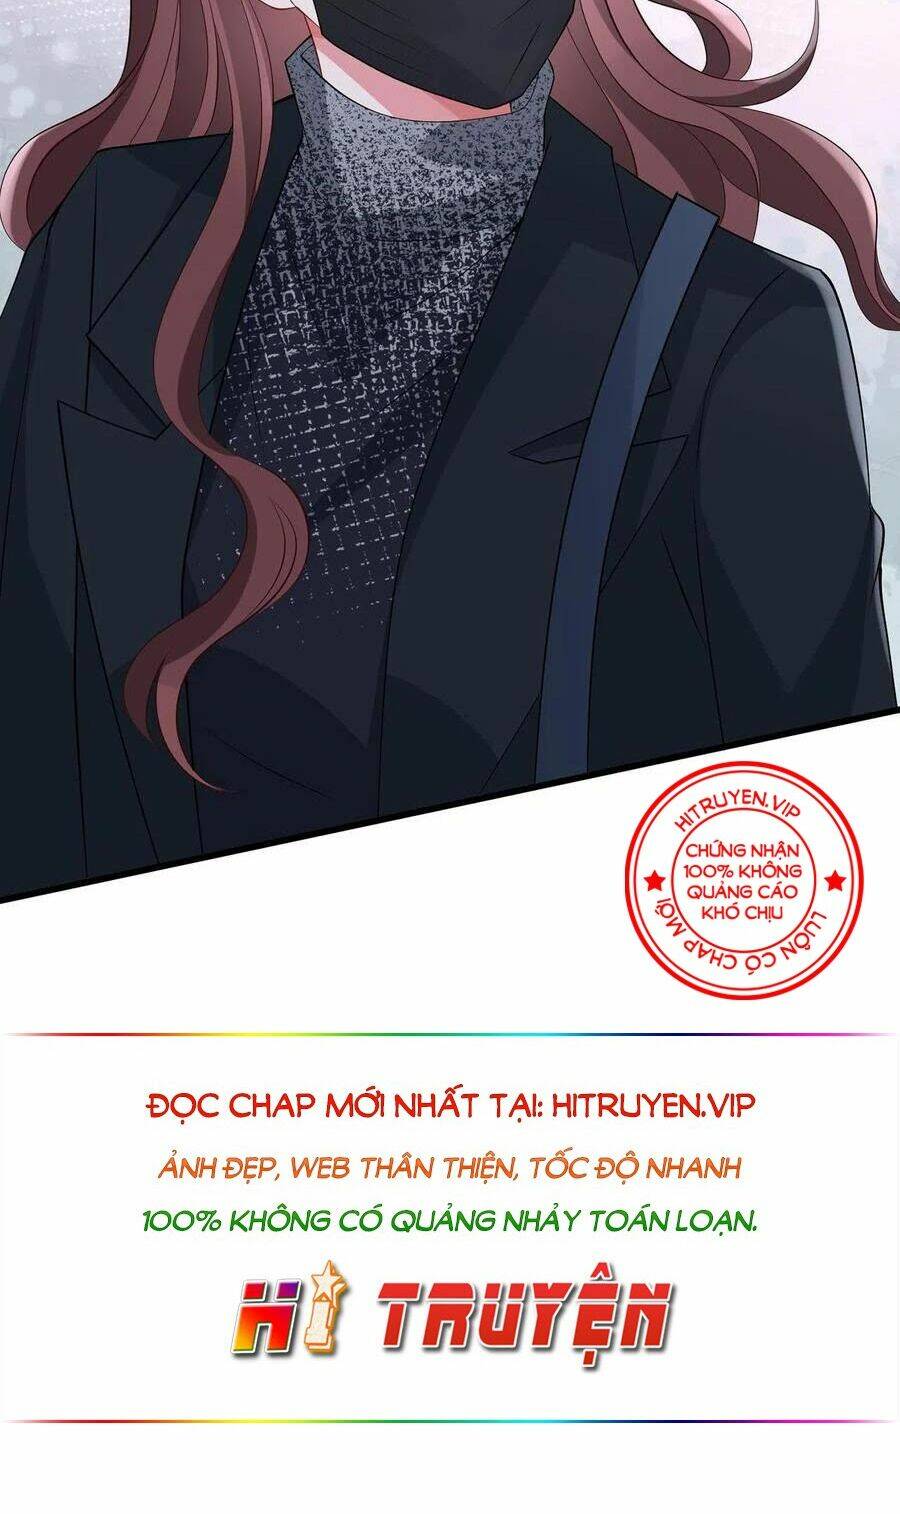 HITRUYEN.VIP
CHỨNG NHẬN
100% KHÔNG
QUẢNG CÁO
KHÓ CHỊU
LUÔN CÓ CHAP MỚI
ĐỌC CHAP MỚI NHẤT TẠI: HITRUYEN.VIP
ẢNH ĐẸP, WEB THÂN THIỆN, TỐC ĐỘ NHANH
100% KHÔNG CÓ QUẢNG NHẢY TOÁN LOẠN.
HI TRUYỆN